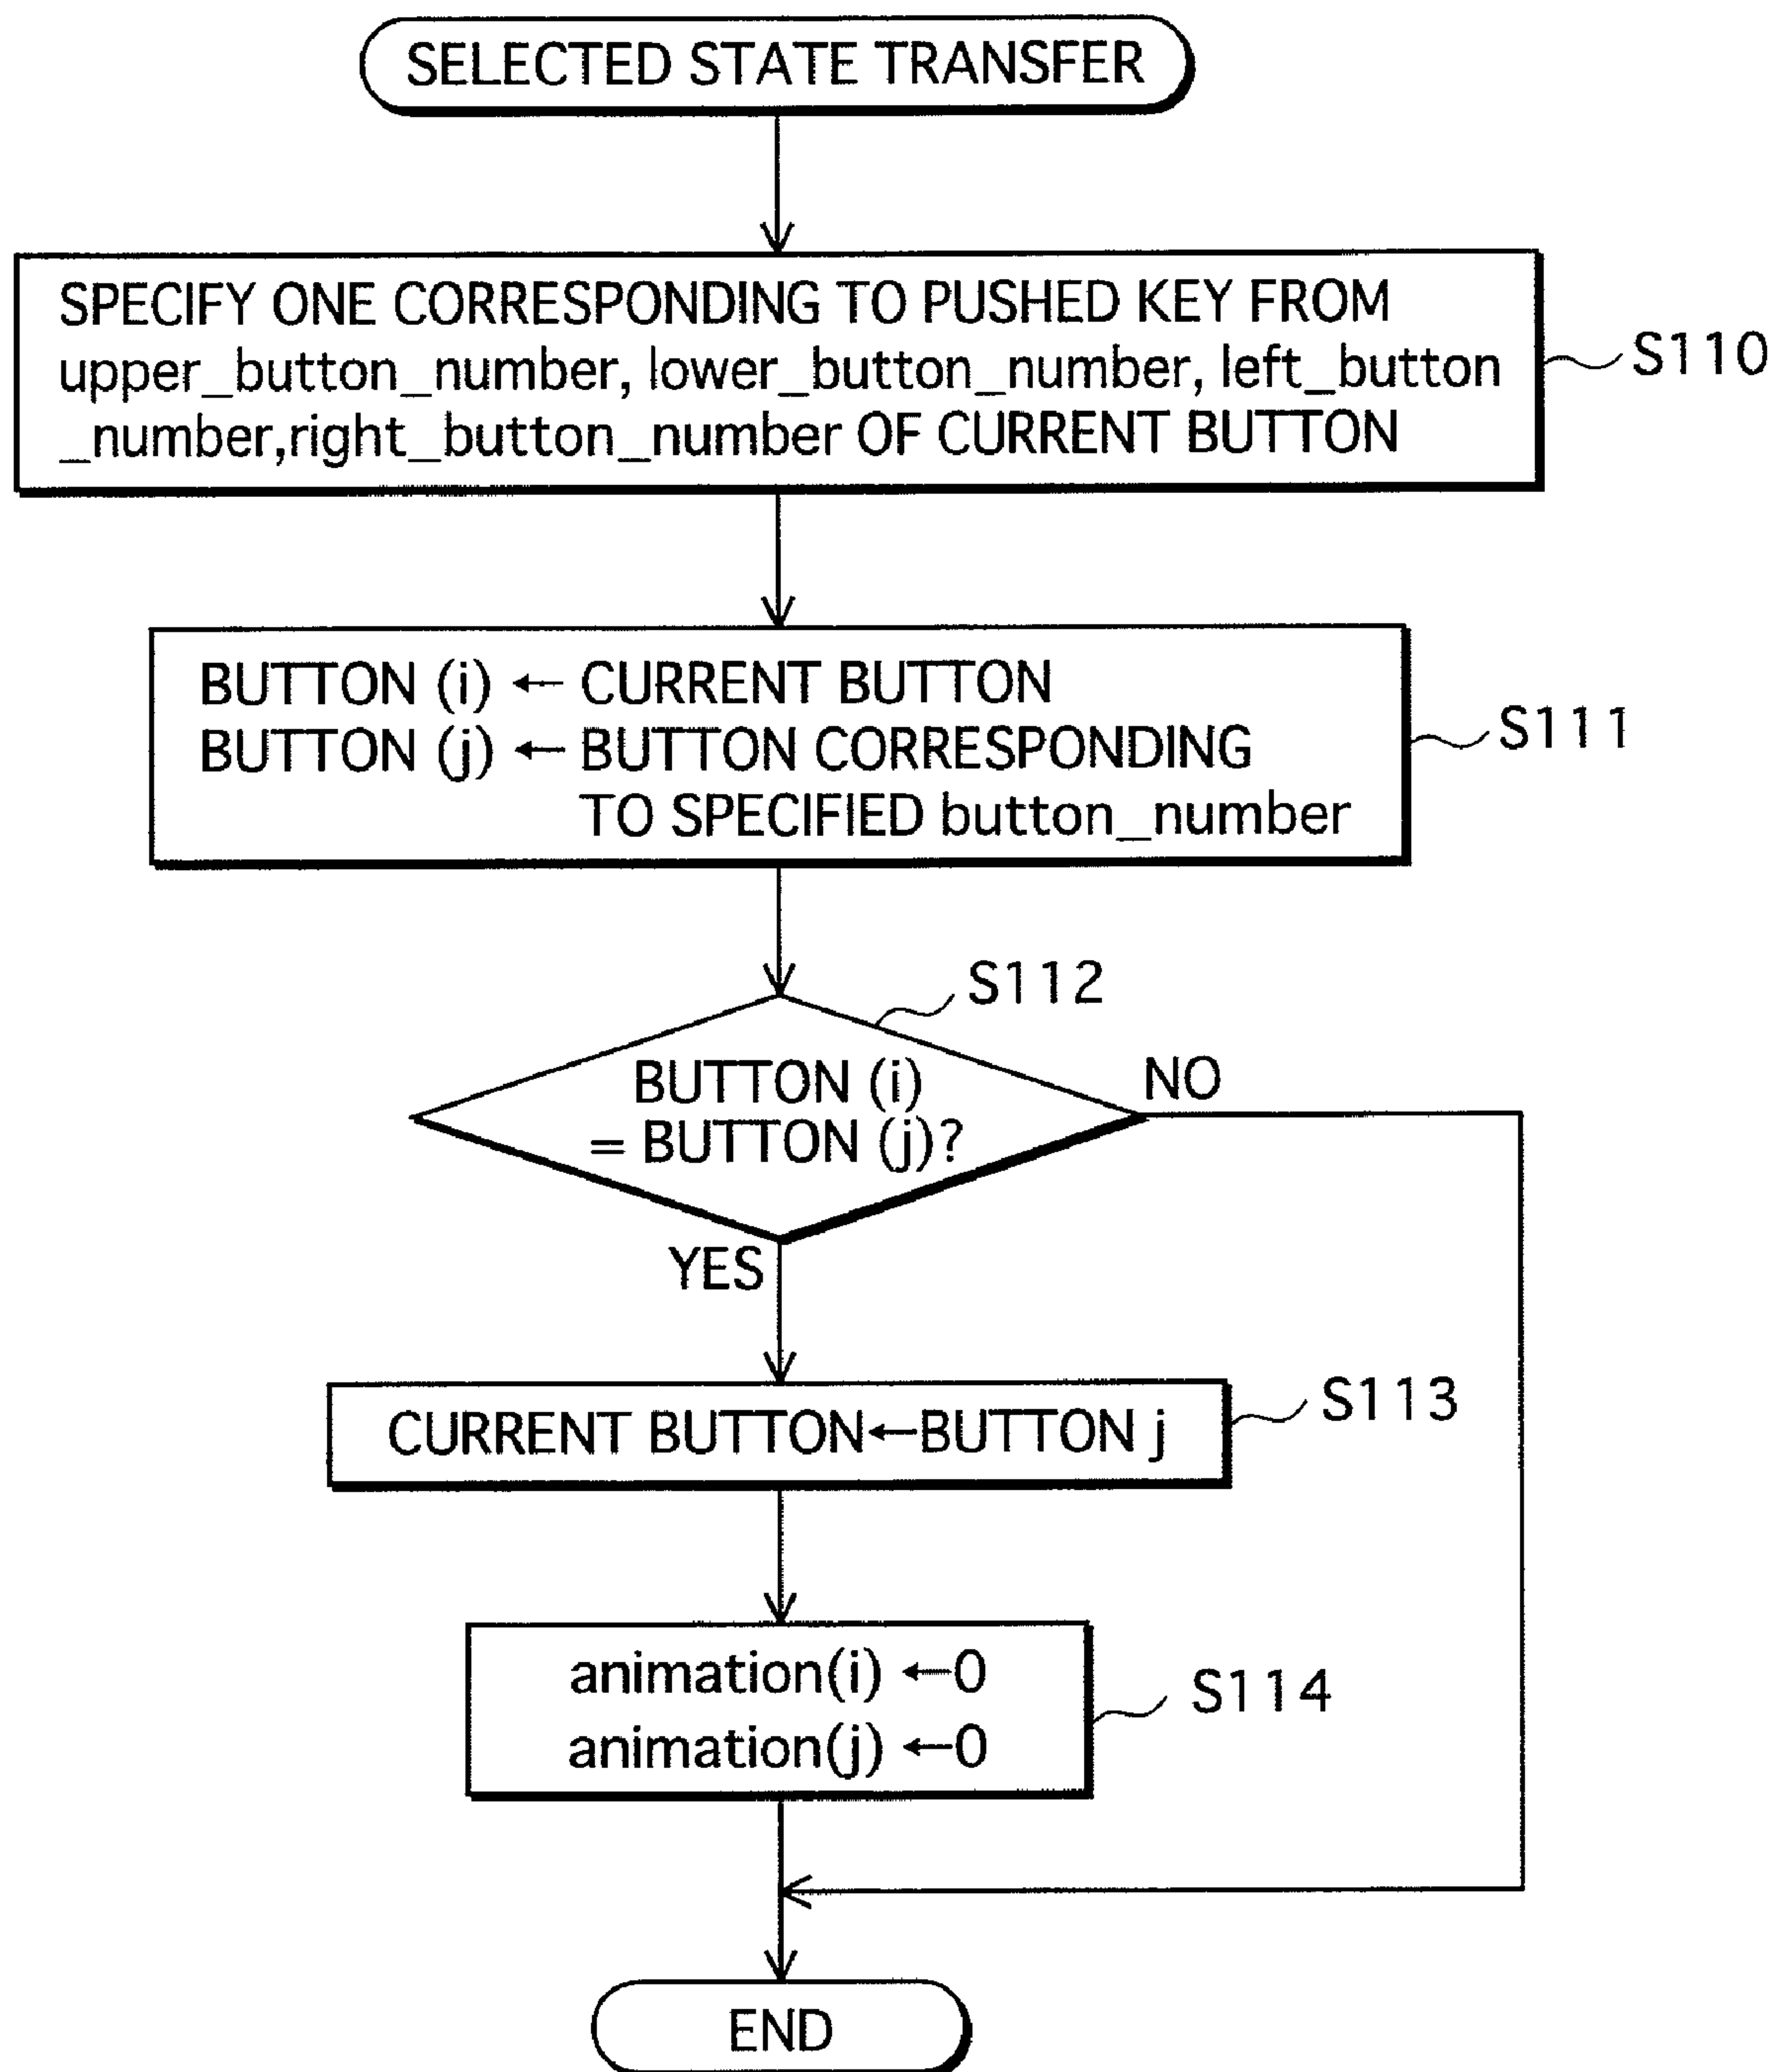 SELECTED STATE TRANSFER
SPECIFY ONE CORRESPONDING TO PUSHED KEY FROM
upper_button_number, lower_button_number, left_button
_number,right_button_number OF CURRENT BUTTON
S110
BUTTON (i) ← CURRENT BUTTON
BUTTON (j) ← BUTTON CORRESPONDING
TO SPECIFIED button_number
S111
S112
BUTTON (i)
= BUTTON (j)?
NO
YES
CURRENT BUTTON←BUTTON j
S113
animation(i) ←0
animation(j) ←0
S114
END